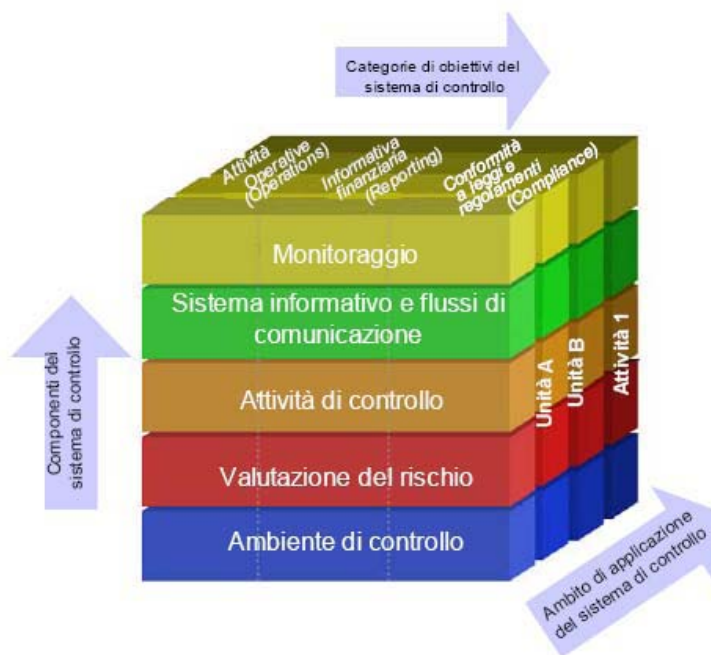 Categorie di obiettivi del
sistema di controllo
Attività
Operative
(Operations)
Informativa
finanziaria
(Reporting)
Conformità
a leggi e
regolamenti
(Compliance)
Monitoraggio
Sistema informativo e flussi di
comunicazione
Attività di controllo
Valutazione del rischio
Ambiente di controllo
Unità A
Unità B
Attività 1
Componenti del
sistema di controllo
Ambito di applicazione
del sistema di controllo